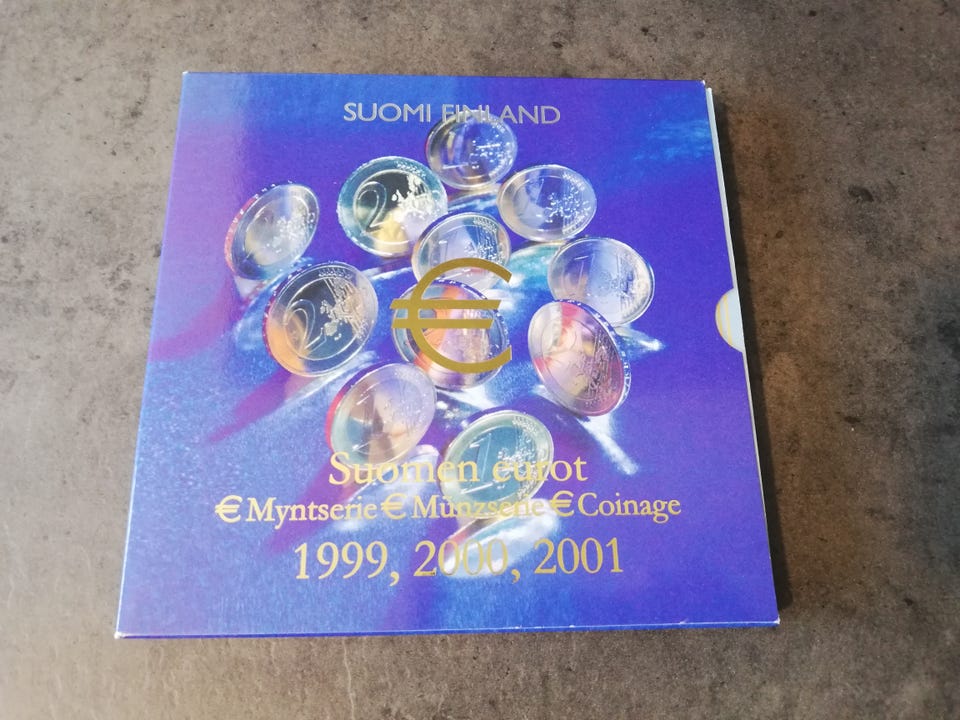 SUOMI FINLAND
€
Suomen eurot
€ Myntserie € Münzserie € Coinage
1999, 2000, 2001